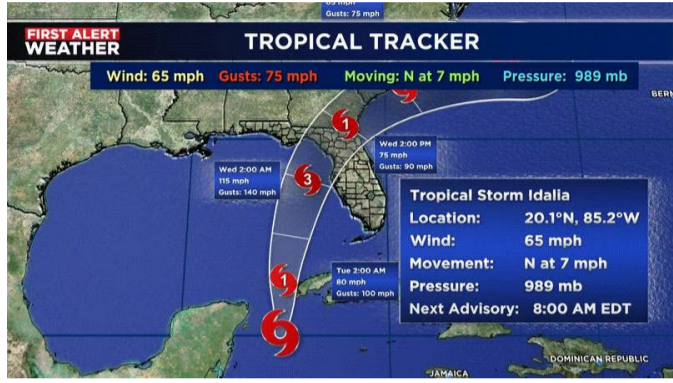 Gusts: 75 mph
FIRST ALERT
WEATHER
TROPICAL TRACKER
Wind: 65 mph Gusts: 75 mph Moving: N at 7 mph Pressure: 989 mb
1
Wed 2:00 PM
75 mph
Gusts: 90 mph
Wed 2:00 AM
115 mph
Gusts: 140 mph
3
Tropical Storm Idalia
Location: 20.1°N, 85.2°W
Wind: 65 mph
Movement: N at 7 mph
Pressure: 989 mb
Next Advisory: 8:00 AM EDT
1
Tue 2:00 AM
80 mph
Gusts: 100 mph
DOMINICAN REPUBLIC
JAMAICA